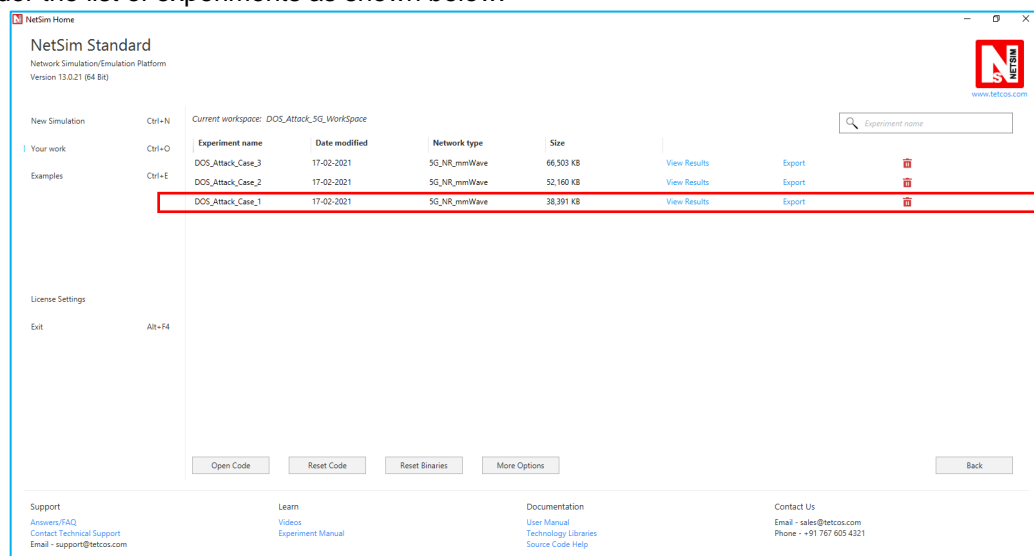 der the list of experiments as shown below.
NetSim Home
NetSim Standard
Network Simulation/Emulation Platform
Version 13.0.21 (64 Bit)
NETSIM
www.tetcos.com
New Simulation Ctrl+N
Your work Ctrl+O
Examples Ctrl+E
License Settings
Exit Alt+F4
Current workspace: DOS_Attack_5G_WorkSpace
Experiment name
Experiment name Date modified Network type Size
DOS_Attack_Case_3 17-02-2021 5G_NR_mmWave 66,503 KB View Results Export
DOS_Attack_Case_2 17-02-2021 5G_NR_mmWave 52,160 KB View Results Export
DOS_Attack_Case_1 17-02-2021 5G_NR_mmWave 38,391 KB View Results Export
Open Code Reset Code Reset Binaries More Options Back
Support
Answers/FAQ
Contact Technical Support
Email - support@tetcos.com
Learn
Videos
Experiment Manual
Documentation
User Manual
Technology Libraries
Source Code Help
Contact Us
Email - sales@tetcos.com
Phone - +91 767 605 4321